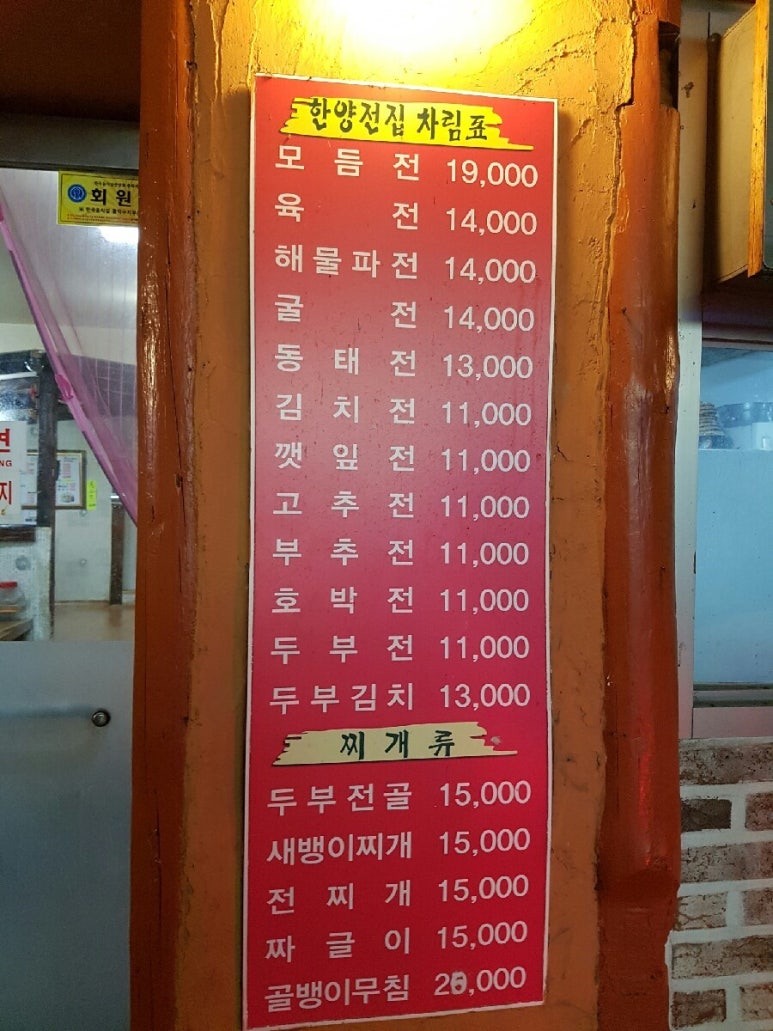 한양전집 차림표
모듬전 19,000
육전 14,000
해물파전 14,000
굴전 14,000
동태전 13,000
김치전 11,000
깻잎전 11,000
고추전 11,000
부추전 11,000
호박전 11,000
두부전 11,000
두부김치 13,000
찌개류
두부전골 15,000
새뱅이찌개 15,000
전찌개 15,000
짜글이 15,000
골뱅이무침
회원